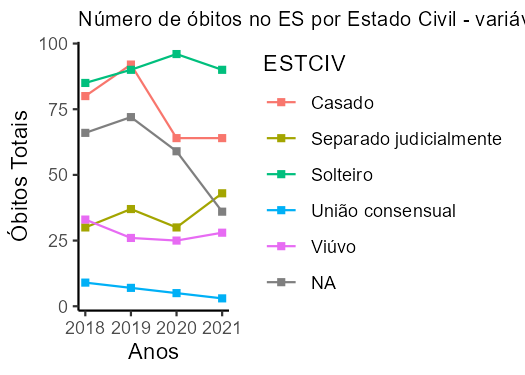 Número de óbitos no ES por Estado Civil - variáv
ESTCIV
Casado
Separado judicialmente
Solteiro
União consensual
Viúvo
NA
Óbitos Totais
100
75
50
25
0
2018 2019 2020 2021
Anos